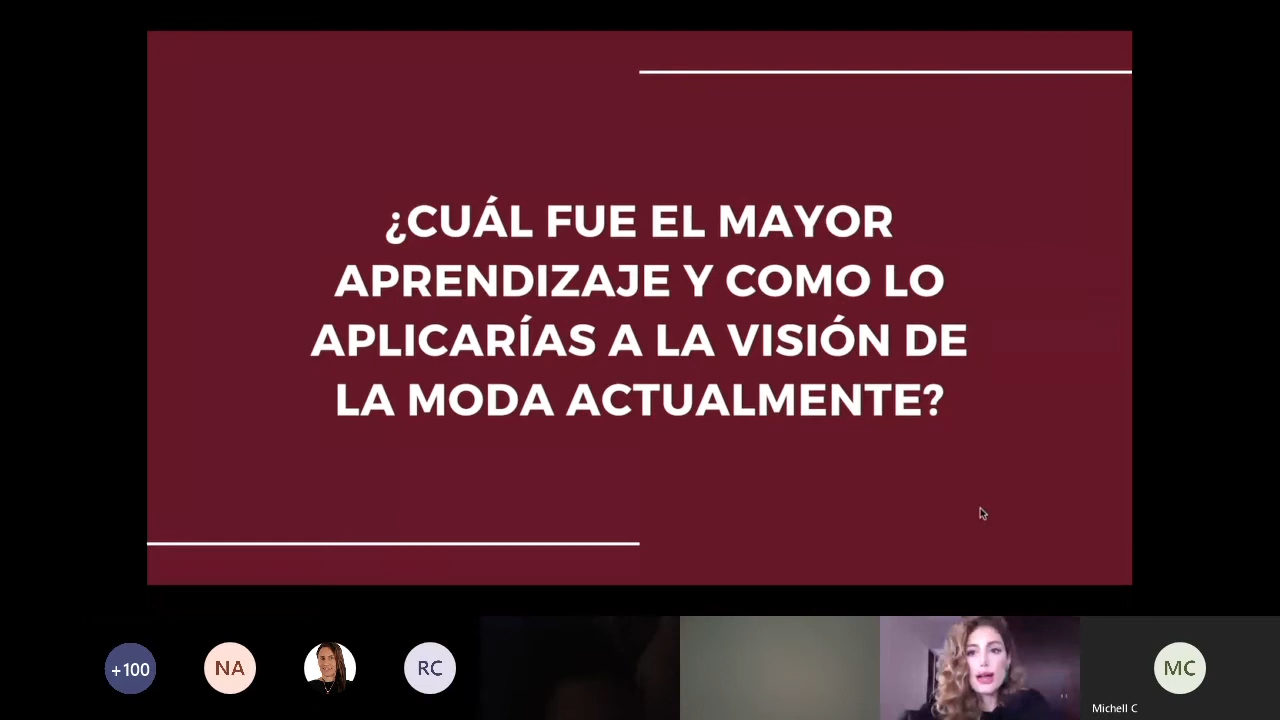 ¿CUÁL FUE EL MAYOR
APRENDIZAJE Y COMO LO
APLICARÍAS A LA VISIÓN DE
LA MODA ACTUALMENTE?
+100
NA
RC
MC
Michell C